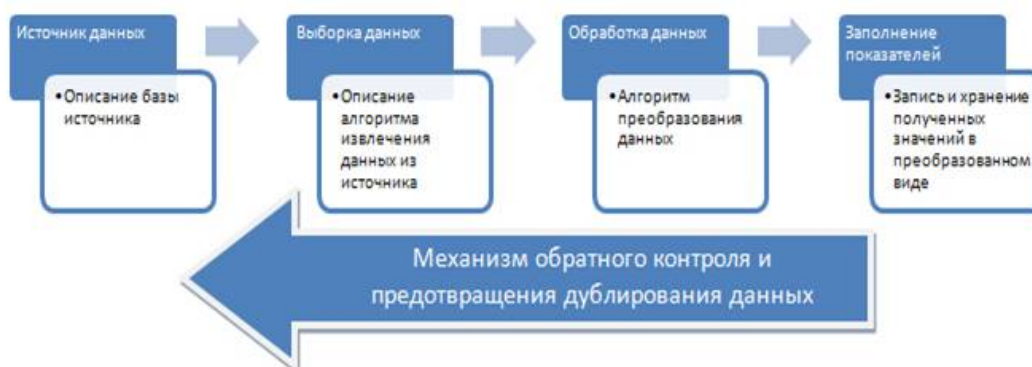 Источник данных
•Описание базы
источника
Выборка данных
•Описание
алгоритма
извлечения
данных из
источника
Обработка данных
•Алгоритм
преобразования
данных
Заполнение
показателей
•Запись и хранение
полученных
значений в
преобразованном
виде
Механизм обратного контроля и
предотвращения дублирования данных